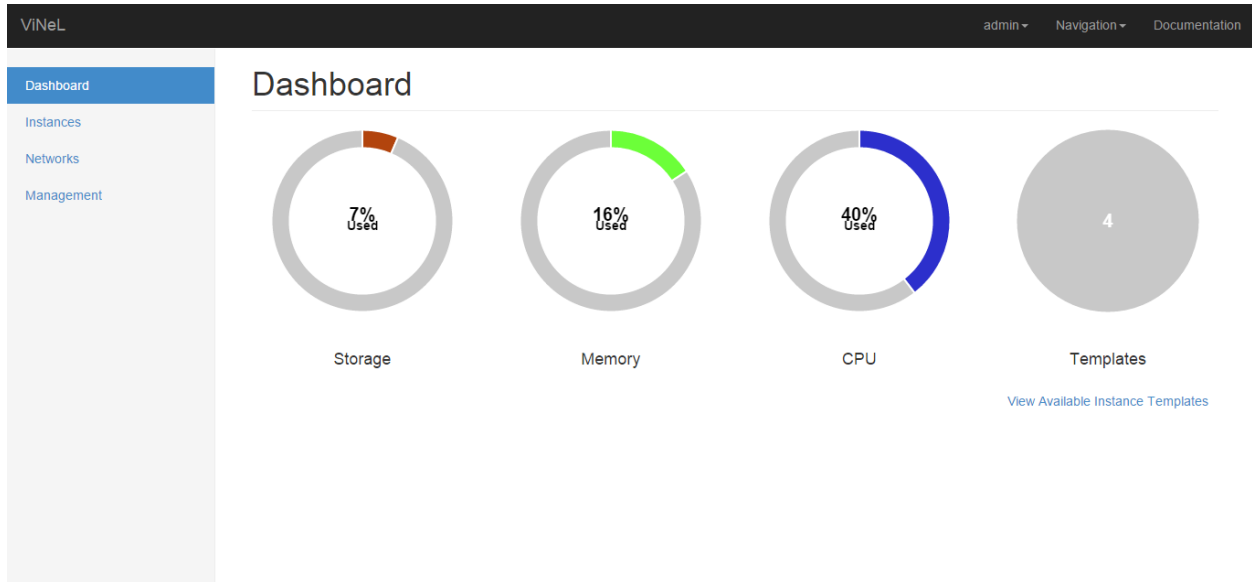 ViNeL
admin
Navigation
Documentation
Dashboard
Instances
Networks
Management
Dashboard
7%
Used
16%
Used
40%
Used
4
Storage
Memory
CPU
Templates
View Available Instance Templates